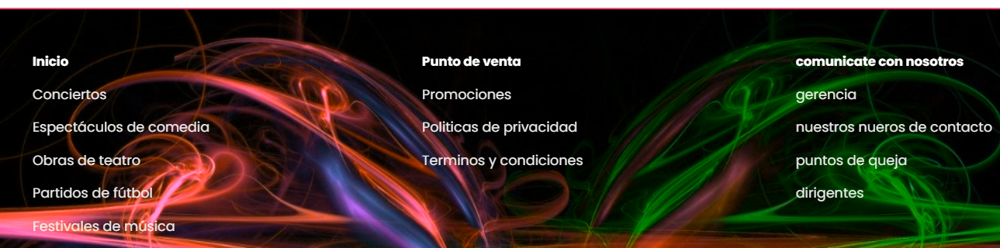 Inicio
Conciertos
Espectáculos de comedia
Obras de teatro
Partidos de fútbol
Festivales de música
Punto de venta
Promociones
Politicas de privacidad
Terminos y condiciones
comunicate con nosotros
gerencia
nuestros nueros de contacto
puntos de queja
dirigentes